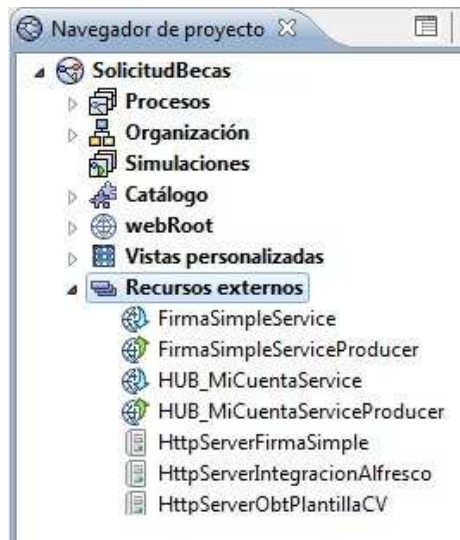 Navegador de proyecto
SolicitudBecas
Procesos
Organización
Simulaciones
Catálogo
webRoot
Vistas personalizadas
Recursos externos
FirmaSimpleService
FirmaSimpleServiceProducer
HUB_MiCuentaService
HUB_MiCuentaServiceProducer
HttpServerFirmaSimple
HttpServerIntegracionAlfresco
HttpServerObtPlantillaCV